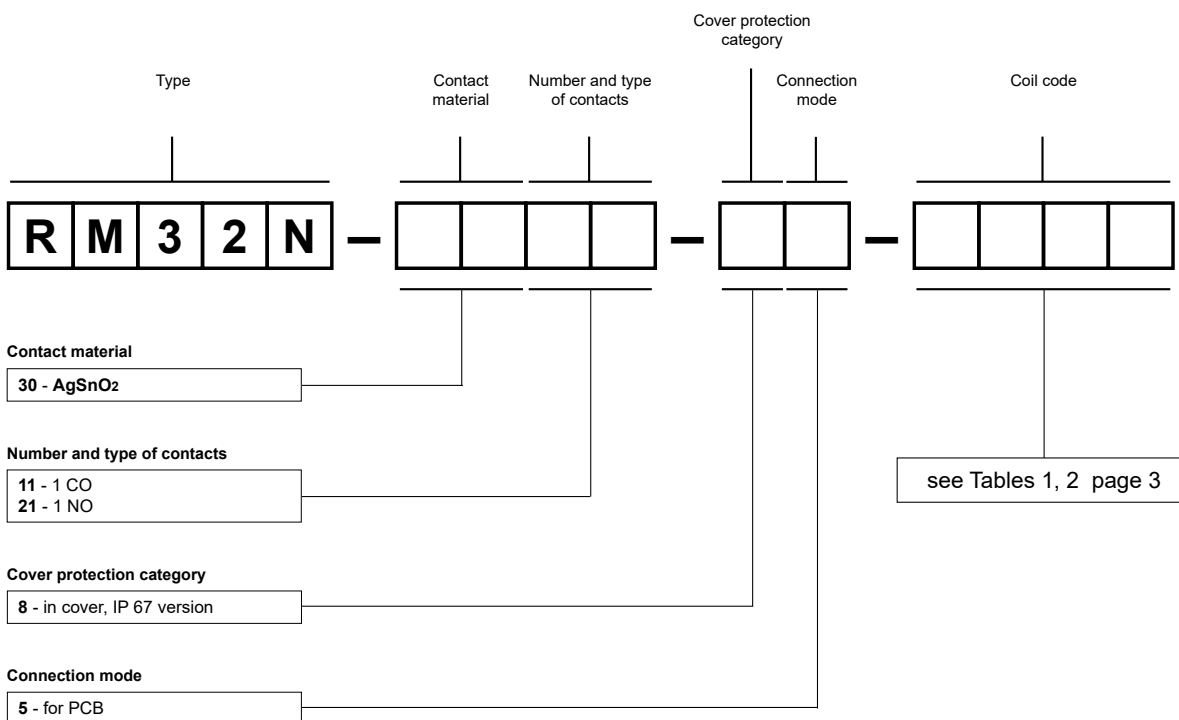 Cover protection
category
Type
Contact
material
Number and type
of contacts
Connection
mode
Coil code
RM32N – –  –
Contact material
30 - AgSnO2
Number and type of contacts
11 - 1 CO
21 - 1 NO
see Tables 1, 2 page 3
Cover protection category
8 - in cover, IP 67 version
Connection mode
5 - for PCB